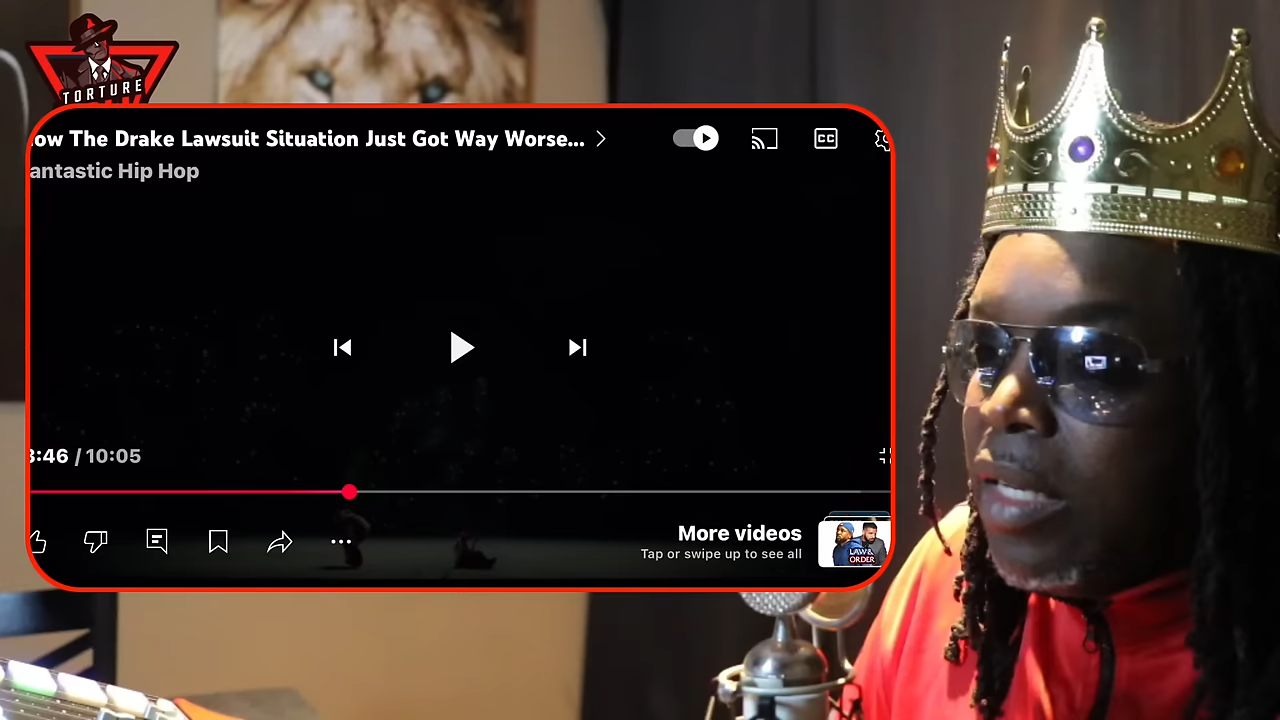 TORTURE
ow The Drake Lawsuit Situation Just Got Way Worse...
antastic Hip Hop
CC
3:46 / 10:05
More videos
Tap or swipe up to see all
LAW&
ORDER